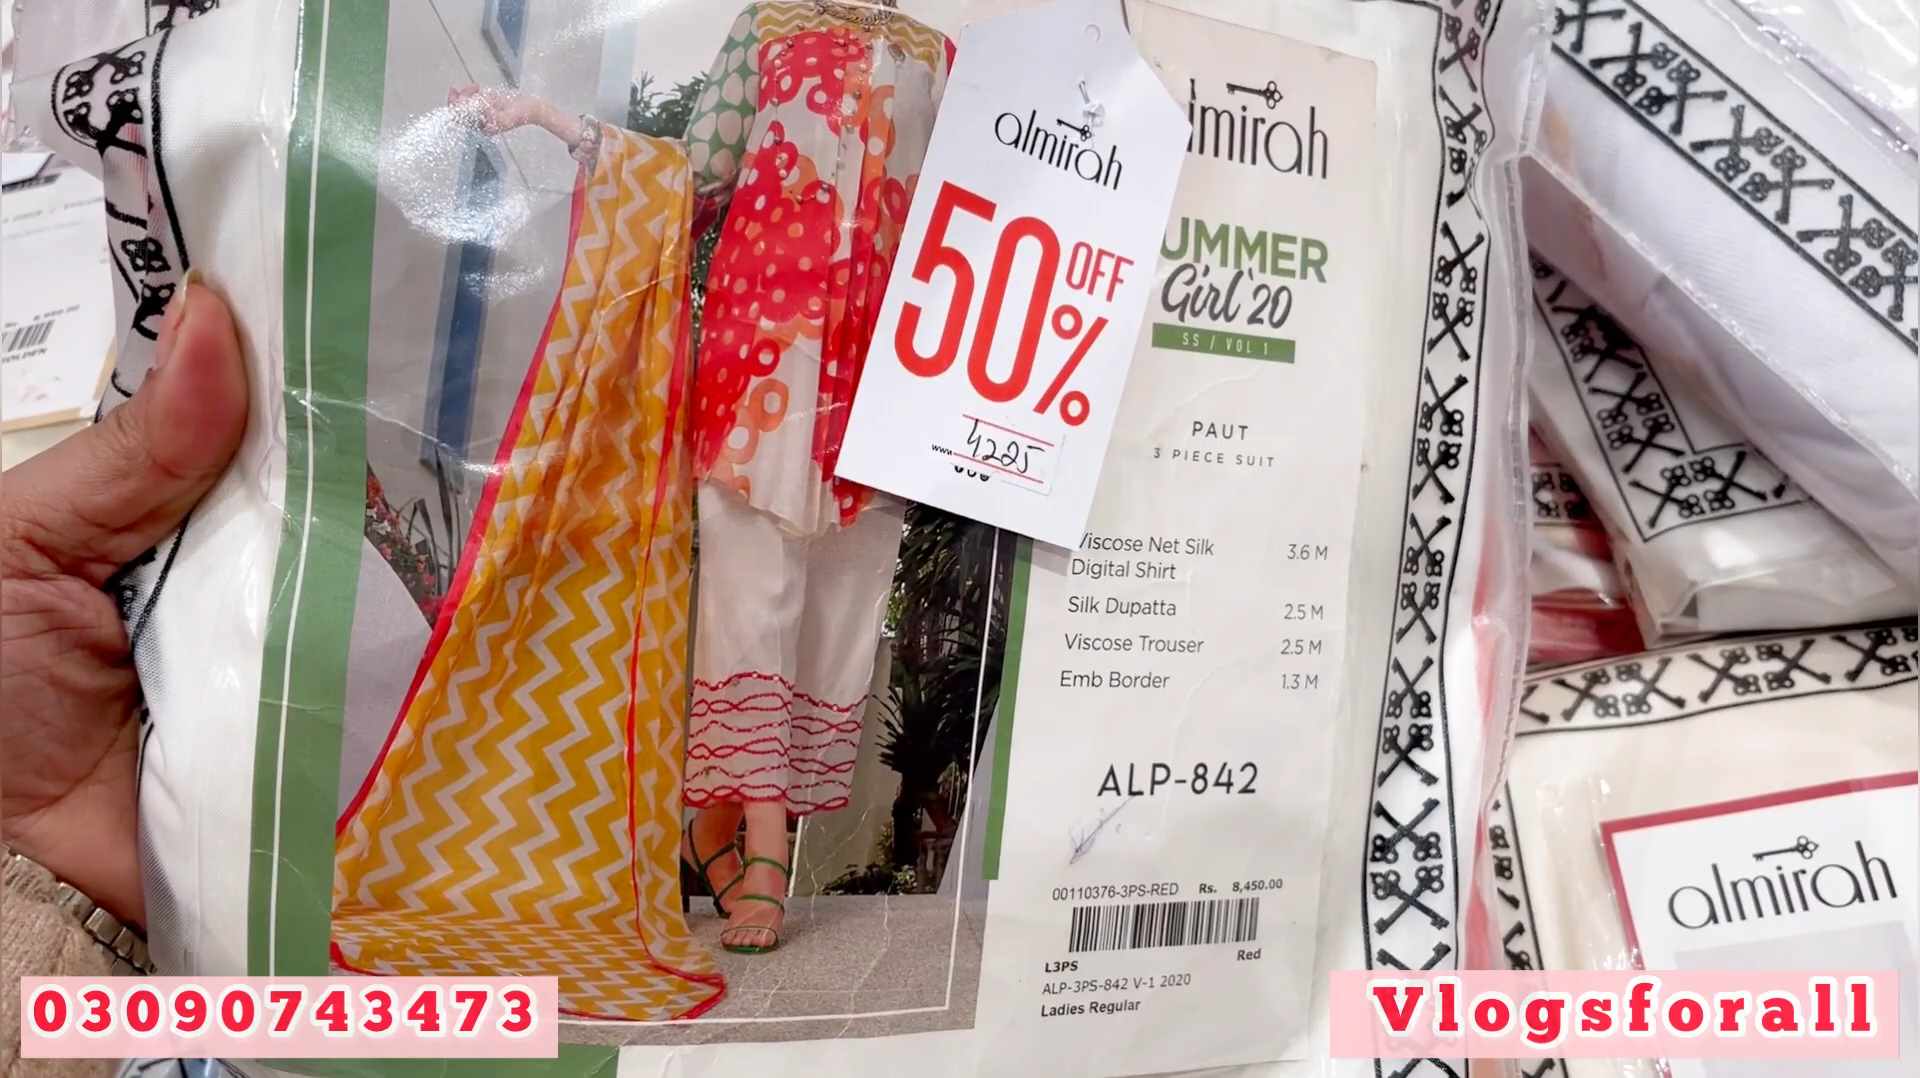 almirah
50% OFF
4225
almirah
UMMER
Girl '20
SS / VOL 1
PAUT
3 PIECE SUIT
Viscose Net Silk 3.6 M
Digital Shirt
Silk Dupatta 2.5 M
Viscose Trouser 2.5 M
Emb Border 1.3 M
ALP-842
00110376-3PS-RED Rs. 8,450.00
Red
L3PS
ALP-3PS-842 V-1 2020
Ladies Regular
almirah
03090743473
Vlogsforall